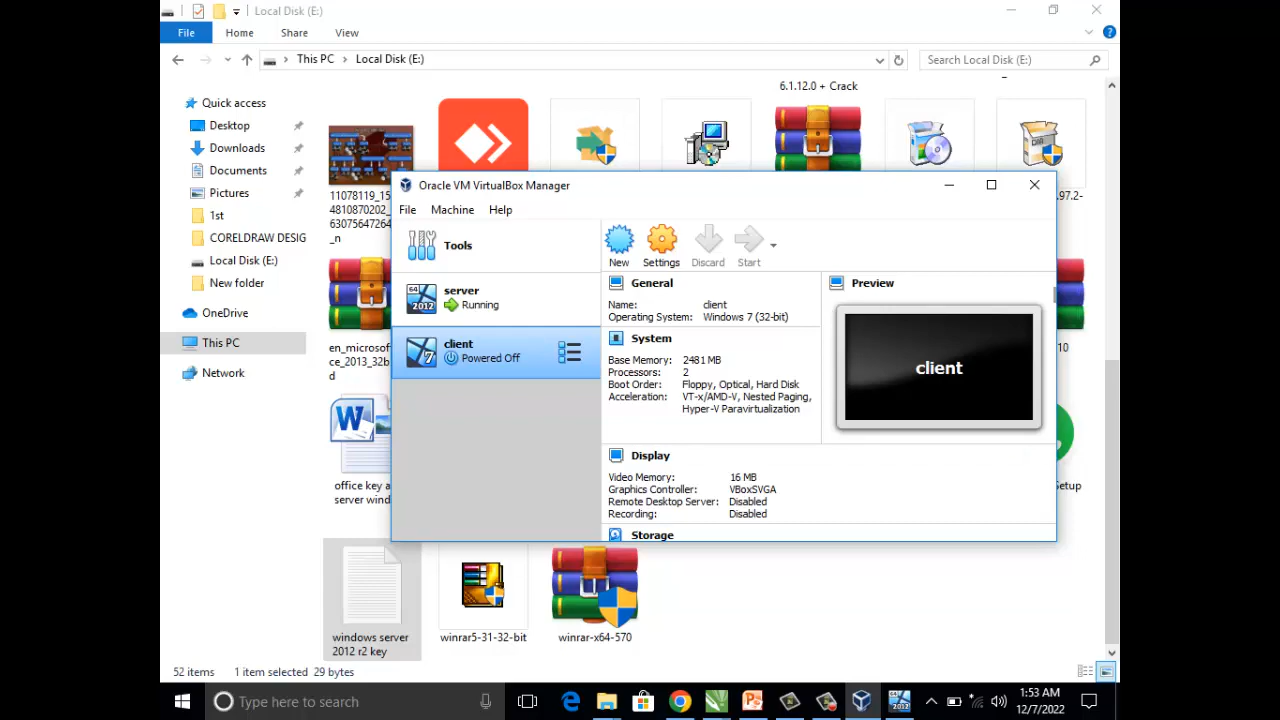 Local Disk (E:)
File
Home
Share
View
This PC
Local Disk (E:)
Search Local Disk (E:)
6.1.12.0 + Crack
Quick access
Desktop
Downloads
Documents
Pictures
1st
CORELDRAW DESIG
Local Disk (E:)
New folder
OneDrive
This PC
Network
11078119_15
4810870202_
63075647264
_n
.97.2-
en_microsof
ce_2013_32b
d
10
office key a
server wind
Setup
Oracle VM VirtualBox Manager
File
Machine
Help
Tools
server
64
2012
Running
client
7
Powered Off
New
Settings
Discard
Start
General
Name: client
Operating System: Windows 7 (32-bit)
System
Base Memory: 2481 MB
Processors: 2
Boot Order: Floppy, Optical, Hard Disk
Acceleration: VT-x/AMD-V, Nested Paging,
Hyper-V Paravirtualization
Preview
client
Display
Video Memory: 16 MB
Graphics Controller: VBoxSVGA
Remote Desktop Server: Disabled
Recording: Disabled
Storage
windows server
2012 r2 key
winrar5-31-32-bit
winrar-x64-570
52 items
1 item selected 29 bytes
Type here to search
1:53 AM
12/7/2022